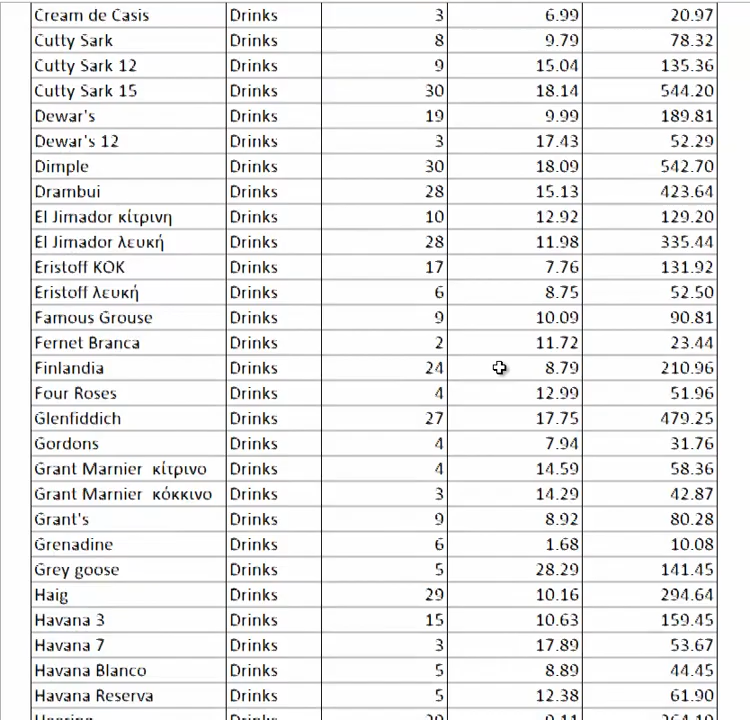 Cream de Casis Drinks 3 6.99 20.97
Cutty Sark Drinks 8 9.79 78.32
Cutty Sark 12 Drinks 9 15.04 135.36
Cutty Sark 15 Drinks 30 18.14 544.20
Dewar's Drinks 19 9.99 189.81
Dewar's 12 Drinks 3 17.43 52.29
Dimple Drinks 30 18.09 542.70
Drambui Drinks 28 15.13 423.64
El Jimador κίτρινη Drinks 10 12.92 129.20
El Jimador λευκή Drinks 28 11.98 335.44
Eristoff ΚΟΚ Drinks 17 7.76 131.92
Eristoff λευκή Drinks 6 8.75 52.50
Famous Grouse Drinks 9 10.09 90.81
Fernet Branca Drinks 2 11.72 23.44
Finlandia Drinks 24 8.79 210.96
Four Roses Drinks 4 12.99 51.96
Glenfiddich Drinks 27 17.75 479.25
Gordons Drinks 4 7.94 31.76
Grant Marnier κίτρινο Drinks 4 14.59 58.36
Grant Marnier κόκκινο Drinks 3 14.29 42.87
Grant's Drinks 9 8.92 80.28
Grenadine Drinks 6 1.68 10.08
Grey goose Drinks 5 28.29 141.45
Haig Drinks 29 10.16 294.64
Havana 3 Drinks 15 10.63 159.45
Havana 7 Drinks 3 17.89 53.67
Havana Blanco Drinks 5 8.89 44.45
Havana Reserva Drinks 5 12.38 61.90
Drinks